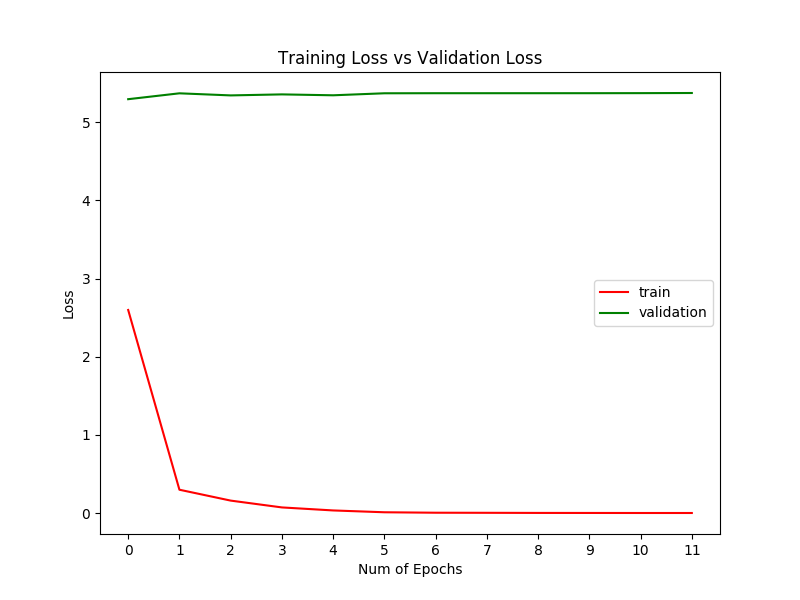 Training Loss vs Validation Loss
5
4
3
2
1
0
Loss
train
validation
0 1 2 3 4 5 6 7 8 9 10 11
Num of Epochs